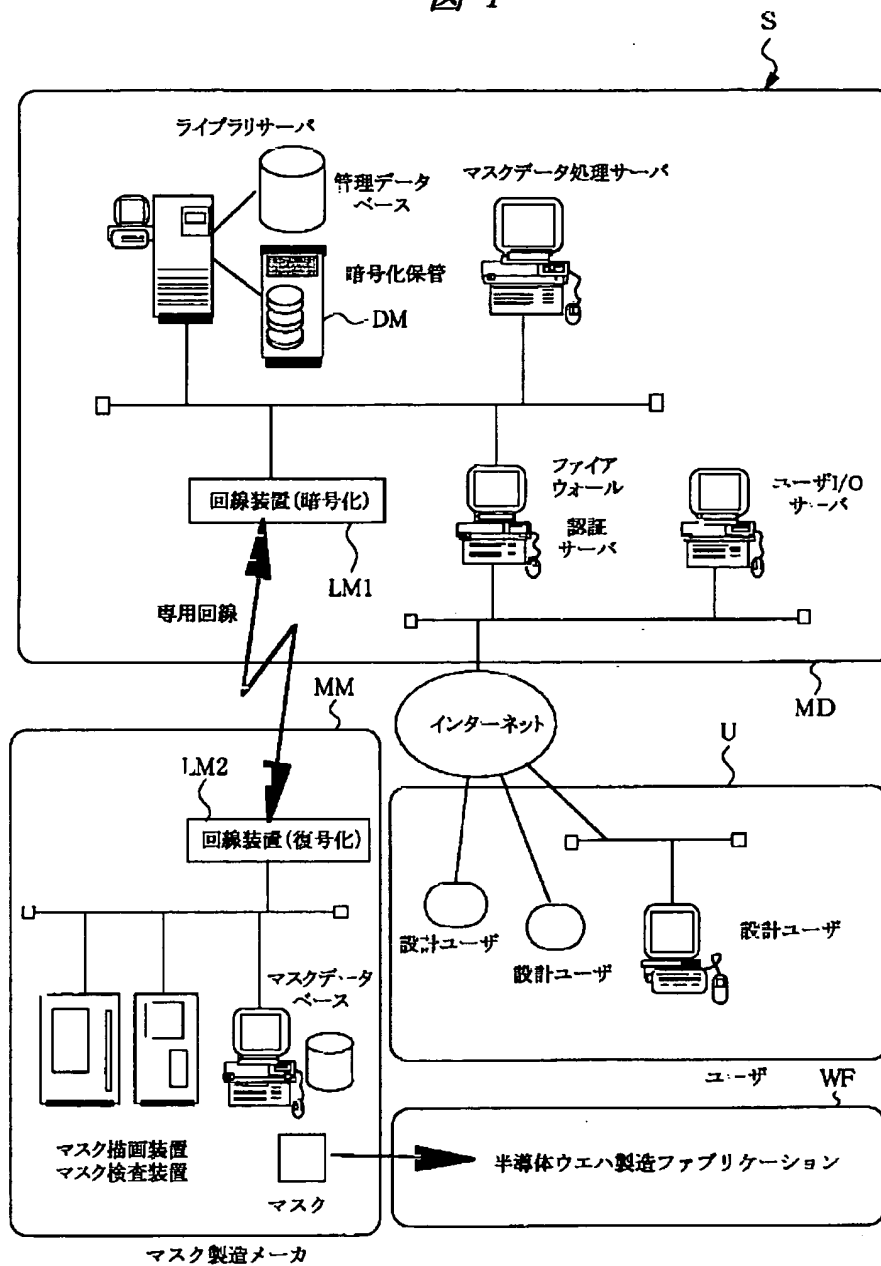 図 1
S
ライブラリサーバ
管理データ
ベース
マスクデータ処理サーバ
暗号化保管
DM
ファイア
ウォール
ユーザI/O
サーバ
回線装置(暗号化)
認証
サーバ
LM1
専用回線
MM
MD
インターネット
U
LM2
回線装置(復号化)
設計ユーザ
設計ユーザ
設計ユーザ
マスクデータ
ベース
ユーザ
WF
マスク描画装置
マスク検査装置
半導体ウエハ製造ファブリケーション
マスク
マスク製造メーカ